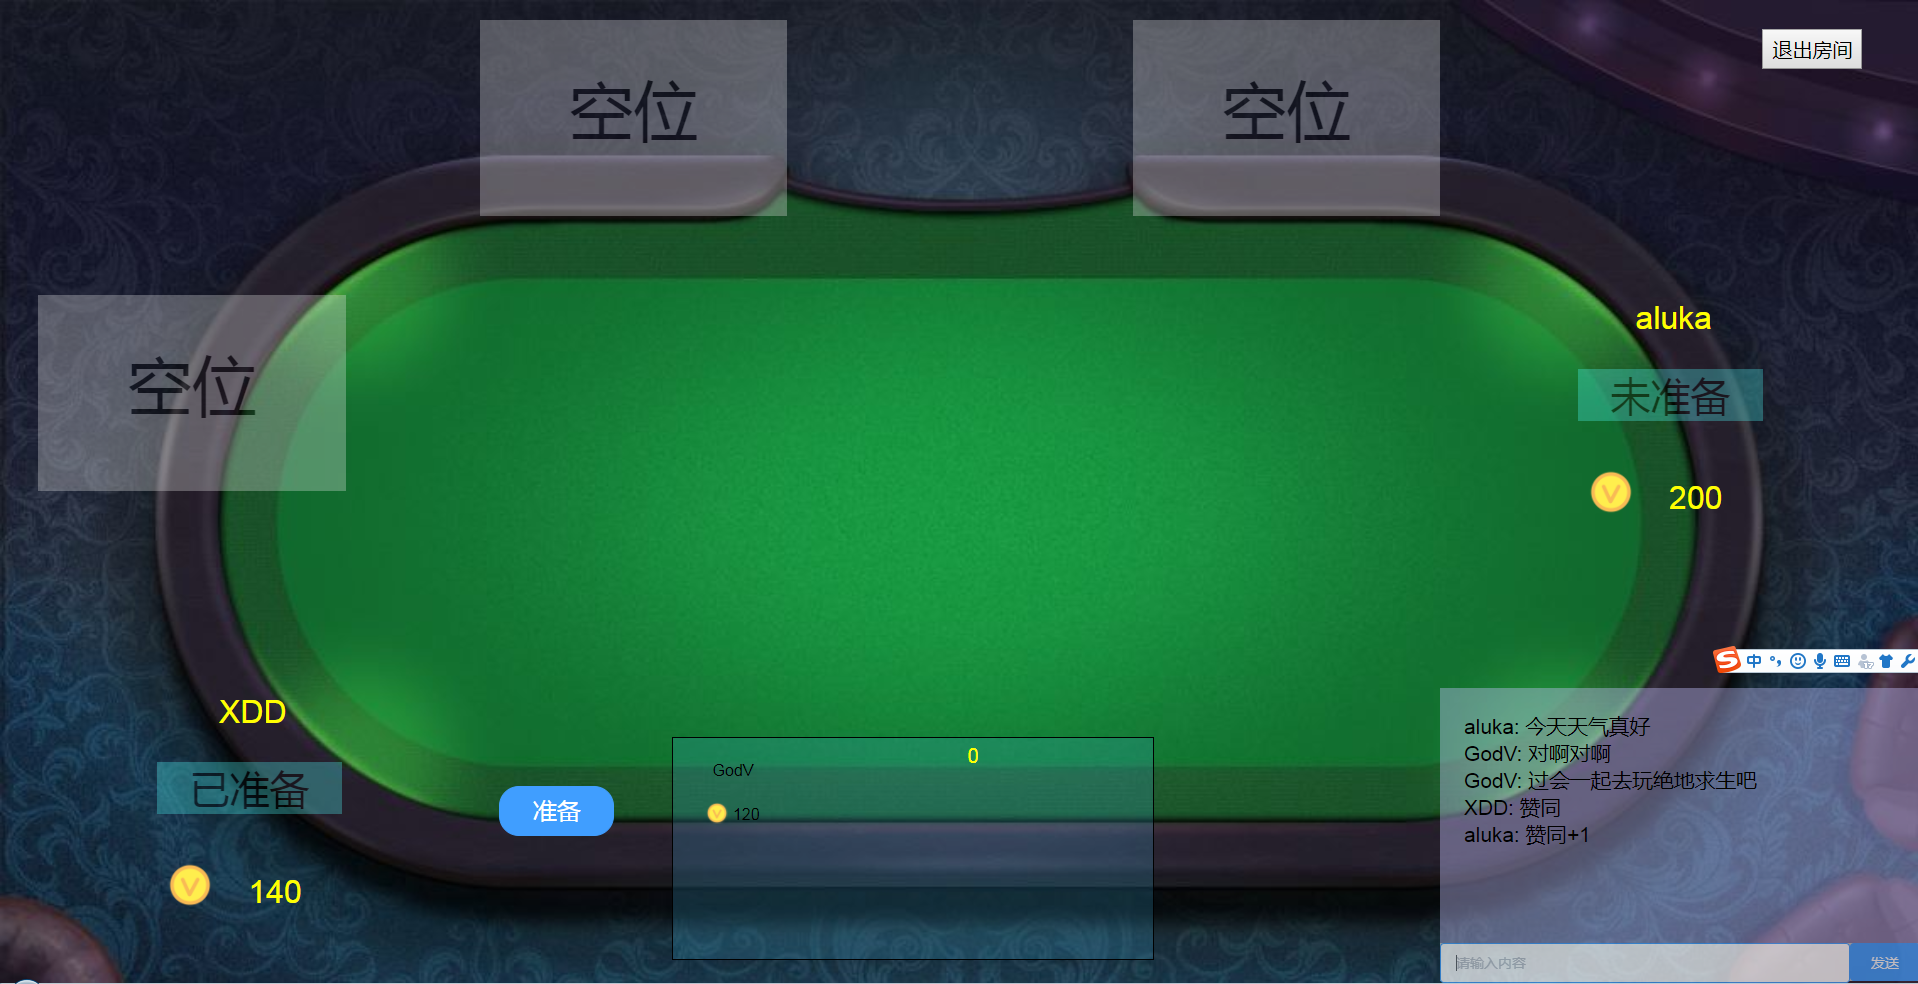 退出房间
空位
空位
空位
aluka
未准备
200
中
XDD
已准备
140
准备
GodV
0
120
aluka: 今天天气真好
GodV: 对啊对啊
GodV: 过会一起去玩绝地求生吧
XDD: 赞同
aluka: 赞同+1
请输入内容
发送